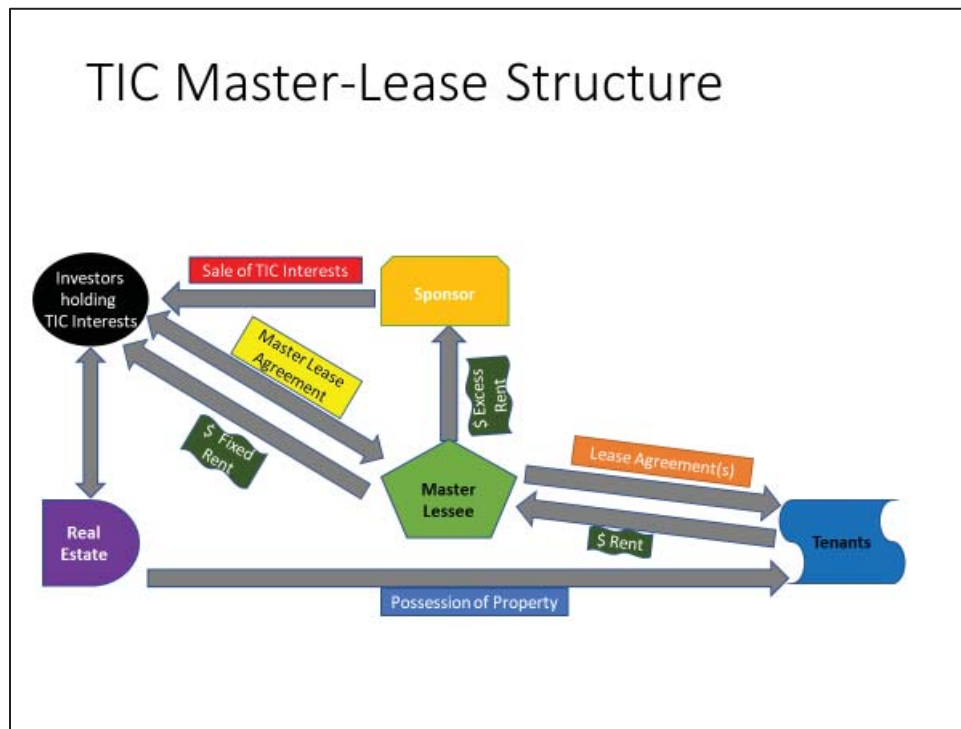 TIC Master-Lease Structure
Investors
holding
TIC Interests
Sale of TIC Interests
Sponsor
Master Lease
Agreement
$ Fixed
Rent
$ Excess
Rent
Master
Lessee
Lease Agreement(s)
$ Rent
Tenants
Real
Estate
Possession of Property